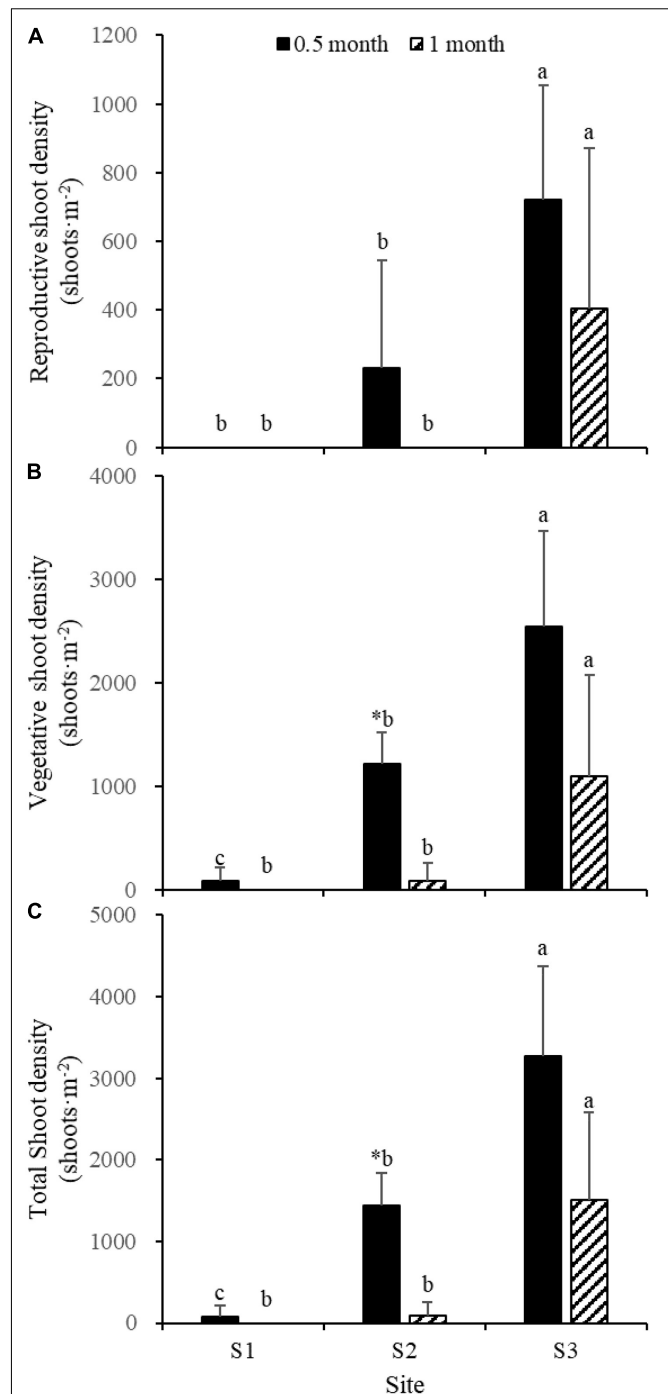 A
1200
0.5 month 1 month
a
1000
a
800
600
b
400
200
b b b
0
Reproductive shoot density
(shoots·m-2)
B
4000
a
3000
a
2000
*b
1000
c b b
0
Vegetative shoot density
(shoots·m-2)
C
5000
a
4000
3000
a
2000
*b
1000
c b b
0
Total Shoot density
(shoots·m-2)
S1 S2 S3
Site